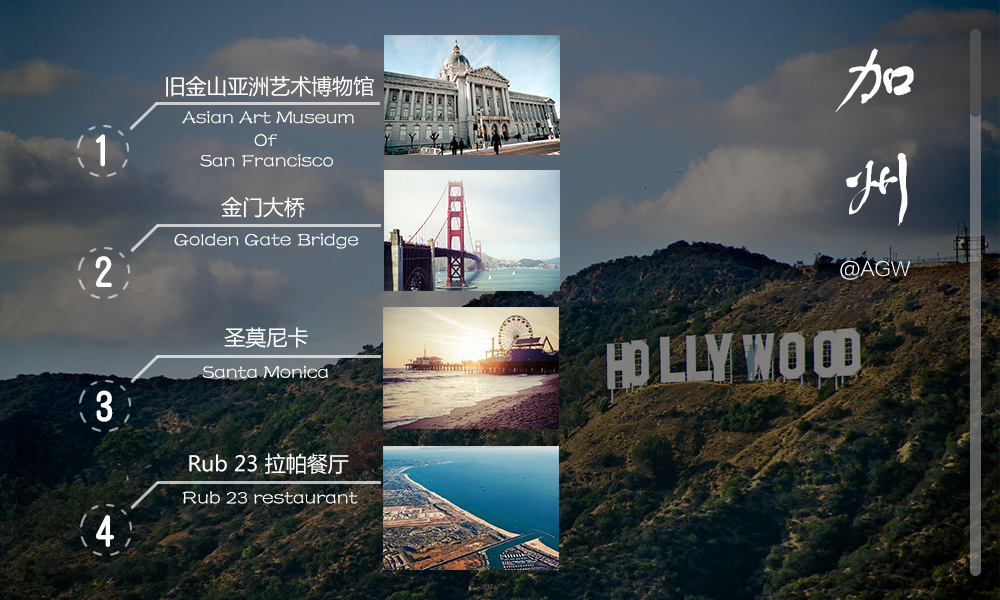 加
州
@AGW
1
旧金山亚洲艺术博物馆
Asian Art Museum
Of
San Francisco
2
金门大桥
Golden Gate Bridge
3
圣莫尼卡
Santa Monica
4
Rub 23 拉帕餐厅
Rub 23 restaurant
HOLLYWOOD